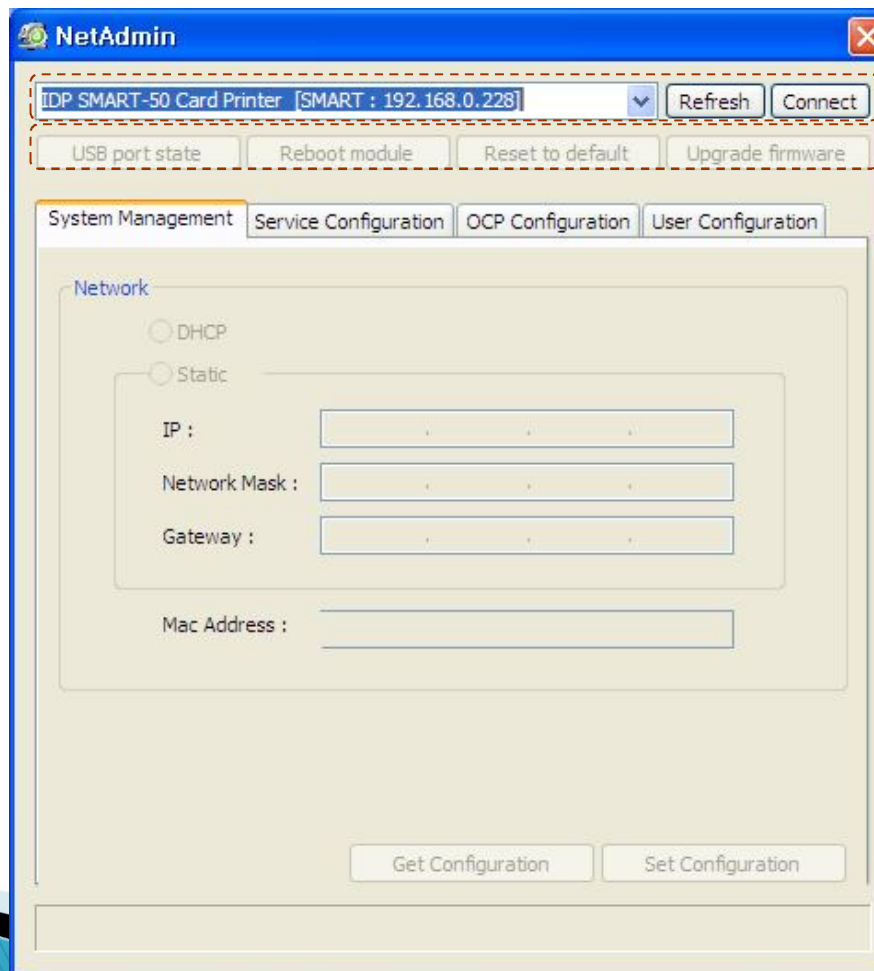 NetAdmin
IDP SMART-50 Card Printer [SMART : 192.168.0.228] Refresh Connect
USB port state Reboot module Reset to default Upgrade firmware
System Management Service Configuration OCP Configuration User Configuration
Network
DHCP
Static
IP : . . .
Network Mask : . . .
Gateway : . . .
Mac Address :
Get Configuration Set Configuration